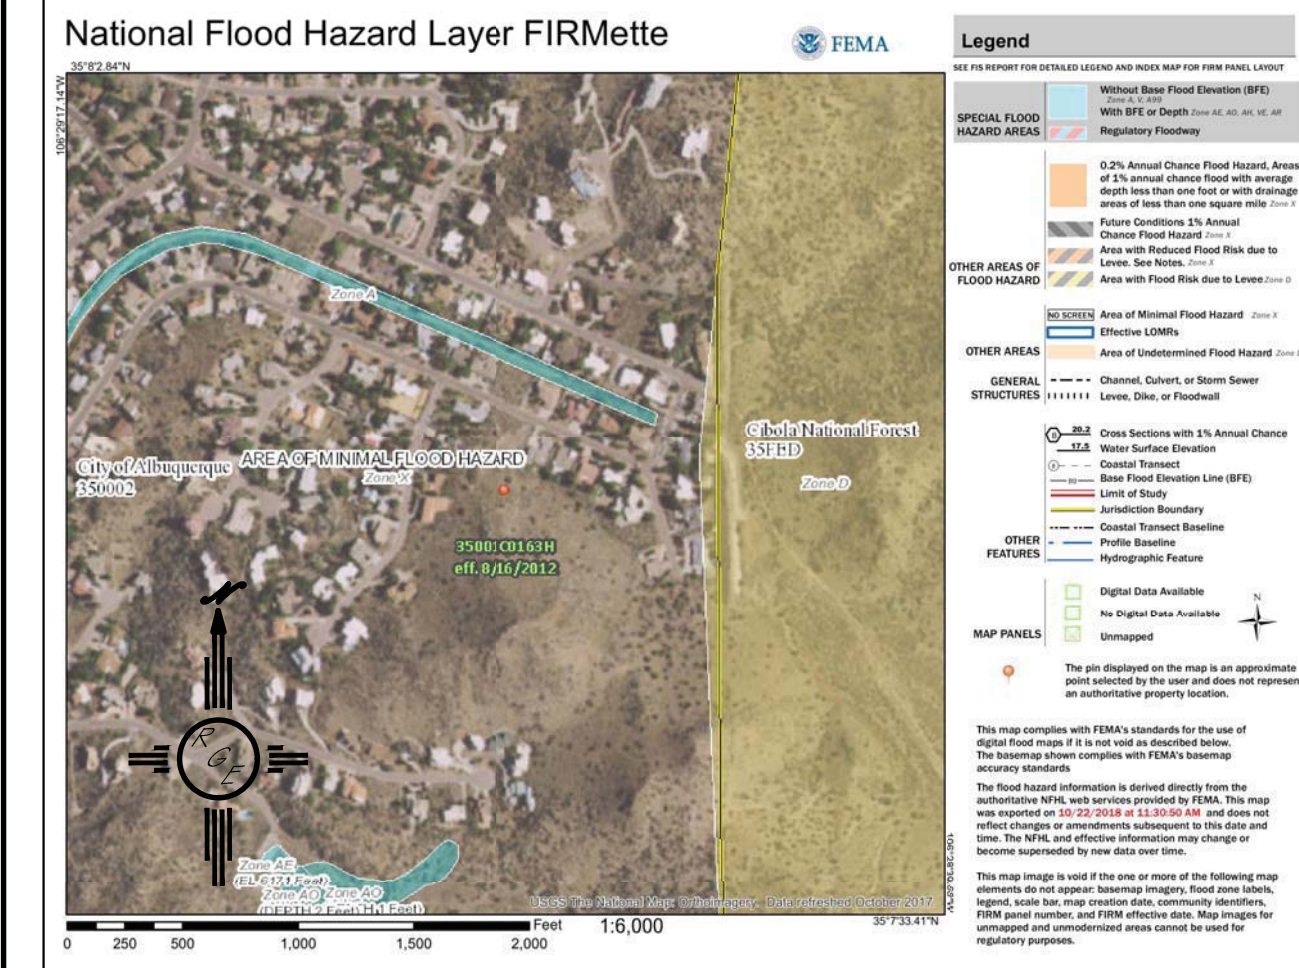 National Flood Hazard Layer FIRMette
FEMA
35°8'2.84"N
106°29'17.14"W
Zone A
City of Albuquerque
350002
AREA OF MINIMAL FLOOD HAZARD
Zone X
Cibola National Forest
35FED
Zone D
35001C0163H
eff. 8/16/2012
R
G
E
Zone AE
(EL 6171 Feet)
Zone AO
Zone AO
(DEPTH 2 Feet)
H 1 Feet)
USGS The National Map: Orthoimagery. Data refreshed October 2017.
35°7'33.41"N
0 250 500 1,000 1,500 2,000
Feet
1:6,000
Legend
SEE FIS REPORT FOR DETAILED LEGEND AND INDEX MAP FOR FIRM PANEL LAYOUT
SPECIAL FLOOD
HAZARD AREAS
Without Base Flood Elevation (BFE)
Zone A, V, A99
With BFE or Depth Zone AE, AO, AH, VE, AR
Regulatory Floodway
OTHER AREAS OF
FLOOD HAZARD
0.2% Annual Chance Flood Hazard, Areas
of 1% annual chance flood with average
depth less than one foot or with drainage
areas of less than one square mile Zone X
Future Conditions 1% Annual
Chance Flood Hazard Zone X
Area with Reduced Flood Risk due to
Levee. See Notes. Zone X
Area with Flood Risk due to Levee Zone D
OTHER AREAS
NO SCREEN Area of Minimal Flood Hazard Zone X
Effective LOMRs
Area of Undetermined Flood Hazard Zone
GENERAL
STRUCTURES
Channel, Culvert, or Storm Sewer
Levee, Dike, or Floodwall
OTHER
FEATURES
B 20.2 Cross Sections with 1% Annual Chance
17.5 Water Surface Elevation
8 Coastal Transect
Base Flood Elevation Line (BFE)
Limit of Study
Jurisdiction Boundary
Coastal Transect Baseline
Profile Baseline
Hydrographic Feature
MAP PANELS
Digital Data Available
No Digital Data Available
Unmapped
N
The pin displayed on the map is an approximate
point selected by the user and does not represen
an authoritative property location.
This map complies with FEMA's standards for the use of
digital flood maps if it is not void as described below.
The basemap shown complies with FEMA's basemap
accuracy standards
The flood hazard information is derived directly from the
authoritative NFHL web services provided by FEMA. This map
was exported on 10/22/2018 at 11:30:50 AM and does not
reflect changes or amendments subsequent to this date and
time. The NFHL and effective information may change or
become superseded by new data over time.
This map image is void if the one or more of the following map
elements do not appear: basemap imagery, flood zone labels,
legend, scale bar, map creation date, community identifiers,
FIRM panel number, and FIRM effective date. Map images for
unmapped and unmodernized areas cannot be used for
regulatory purposes.